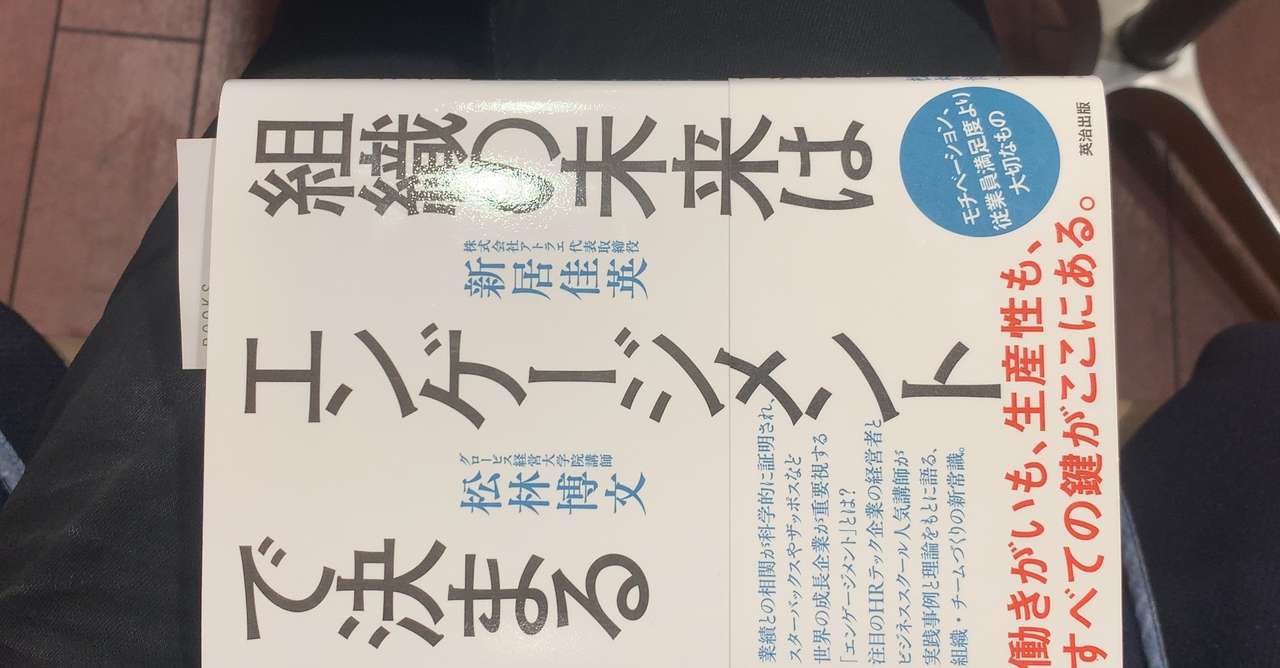 組織の未来は
エンゲージメント
で決まる
株式会社アトラエ代表取締役
新居佳英
グロービス経営大学院講師
松林博文
モチベーション、
従業員満足度より
大切なもの
英治出版
働きがいも、生産性も、
すべての鍵がここにある。
業績との相関が科学的に証明され、
スターバックスやザッポスなど
世界の成長企業が重要視する
「エンゲージメント」とは?
注目のHRテック企業の経営者と
ビジネススクール人気講師が
実践事例と理論をもとに語る、
組織・チームづくりの新常識。
BOOKS